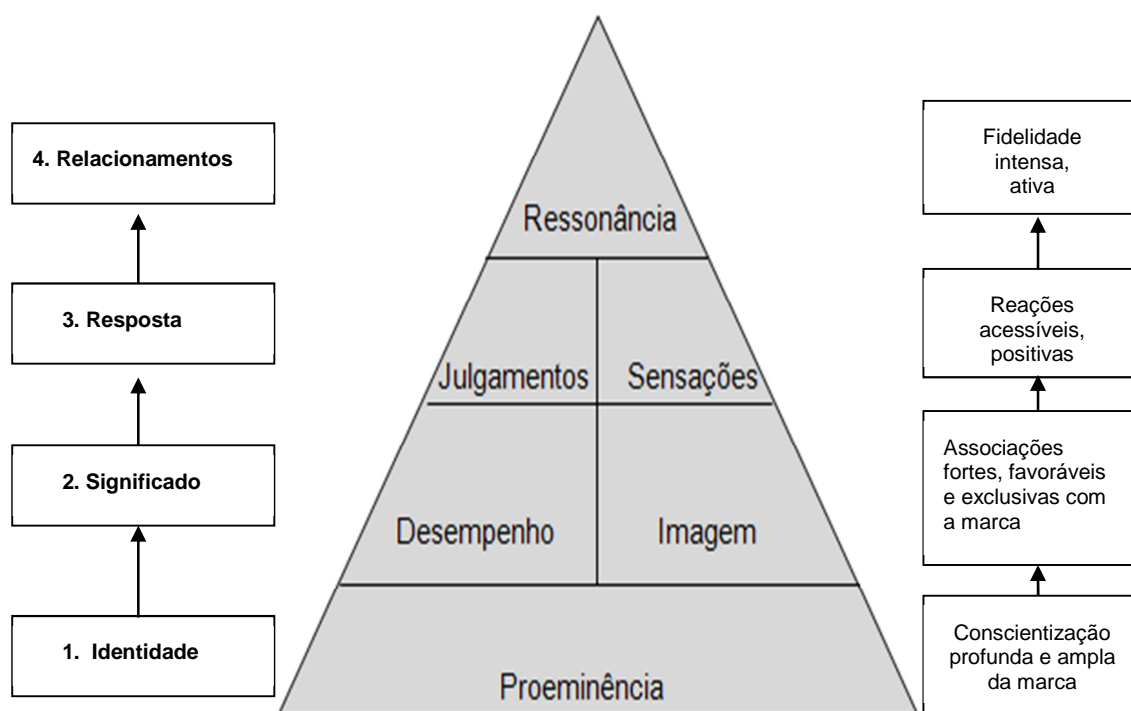 4. Relacionamentos
3. Resposta
2. Significado
1. Identidade
Ressonância
Julgamentos
Sensações
Desempenho
Imagem
Proeminência
Fidelidade
intensa,
ativa
Reações
acessíveis,
positivas
Associações
fortes, favoráveis
e exclusivas com
a marca
Conscientização
profunda e ampla
da marca